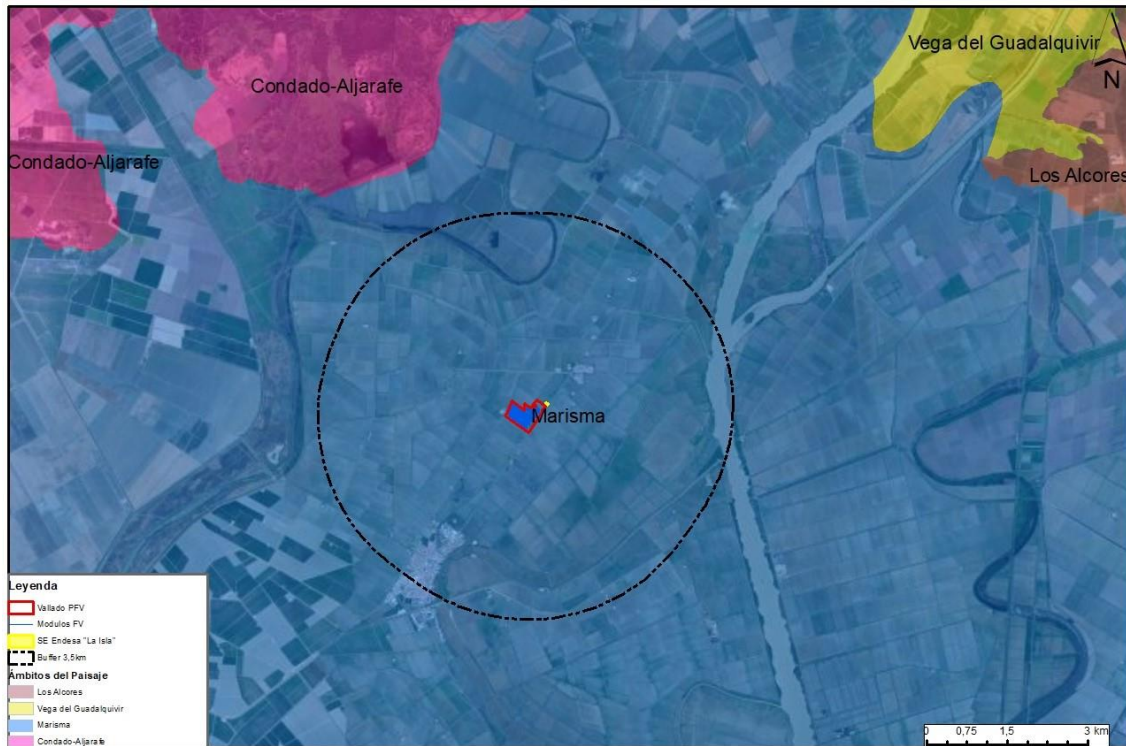 Vega del Guadalquivir
Condado-Aljarafe
N
Condado-Aljarafe
Los Alcores
Marisma
Leyenda
Vallado PFV
Modulos FV
SE Endesa "La Isla"
Buffer 3,5km
Ámbitos del Paisaje
Los Alcores
Vega del Guadalquivir
Marisma
Condado-Aljarafe
0 0,75 1,5 3 km